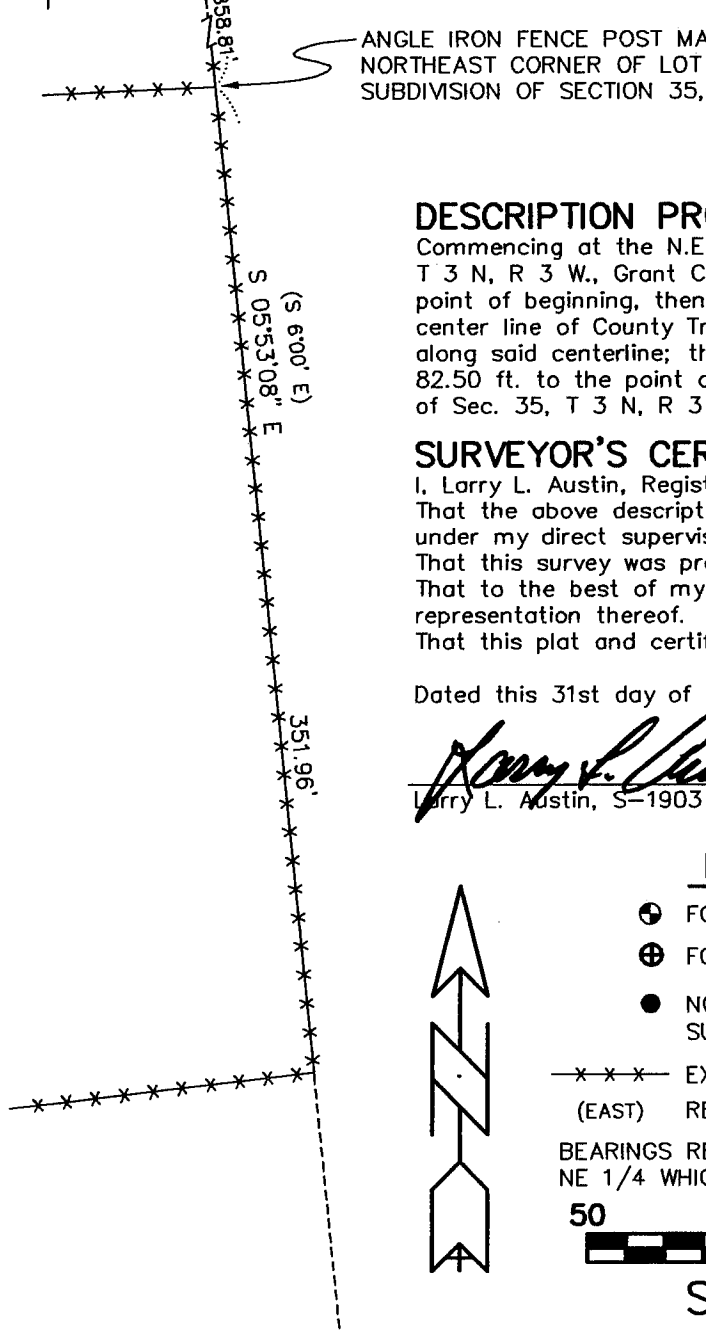 358.81'
ANGLE IRON FENCE POST MA
NORTHEAST CORNER OF LOT
SUBDIVISION OF SECTION 35,
(S 6°00' E)
S 05°53'08" E
351.96'
DESCRIPTION PR
Commencing at the N.E
T 3 N, R 3 W., Grant C
point of beginning, then
center line of County Tr
along said centerline; th
82.50 ft. to the point o
of Sec. 35, T 3 N, R 3
SURVEYOR'S CER
I, Larry L. Austin, Regist
That the above descript
under my direct supervis
That this survey was pr
That to the best of my
representation thereof.
That this plat and certif
Dated this 31st day of
Larry L. Au
Larry L. Austin, S-1903
FO
FO
NO
SU
x x x EX
(EAST) RE
BEARINGS RE
NE 1/4 WHIC
50
S